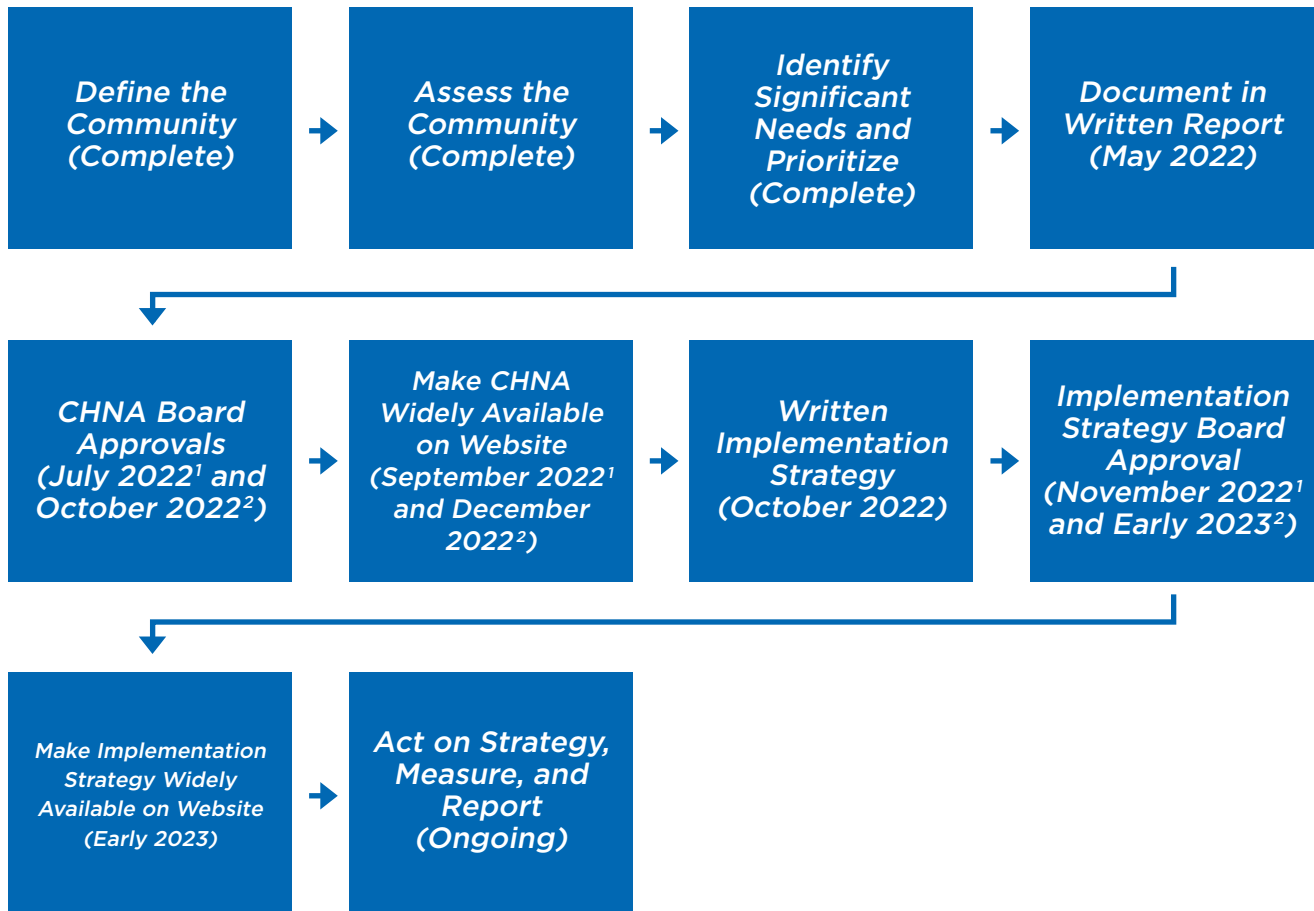 Define the
Community
(Complete)
Assess the
Community
(Complete)
Identify
Significant
Needs and
Prioritize
(Complete)
Document in
Written Report
(May 2022)
CHNA Board
Approvals
(July 2022¹ and
October 2022²)
Make CHNA
Widely Available
on Website
(September 2022¹
and December
2022²)
Written
Implementation
Strategy
(October 2022)
Implementation
Strategy Board
Approval
(November 2022¹
and Early 2023²)
Make Implementation
Strategy Widely
Available on Website
(Early 2023)
Act on Strategy,
Measure, and
Report
(Ongoing)